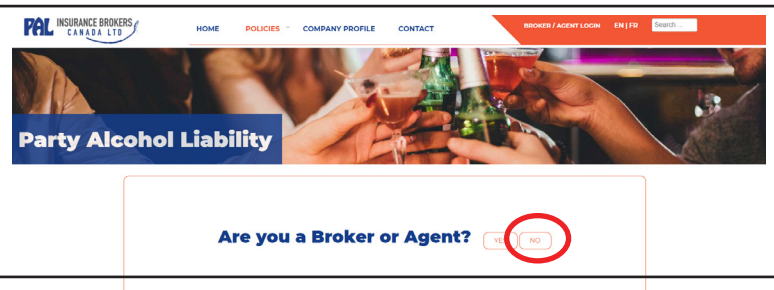 PAL INSURANCE BROKERS
CANADA LTD
HOME POLICIES COMPANY PROFILE CONTACT
BROKER / AGENT LOGIN EN | FR Search ...
Party Alcohol Liability
Are you a Broker or Agent? YES NO